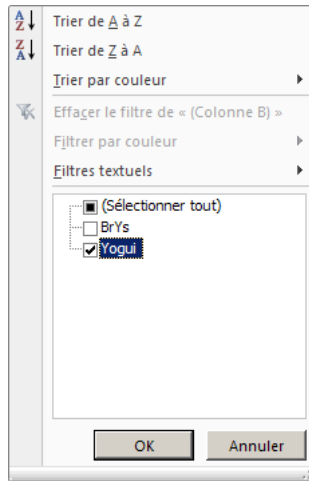 Trier de A à Z
Trier de Z à A
Trier par couleur
Effacer le filtre de « (Colonne B) »
Filtrer par couleur
Filtres textuels
(Sélectionner tout)
BrYs
Yogui
OK Annuler